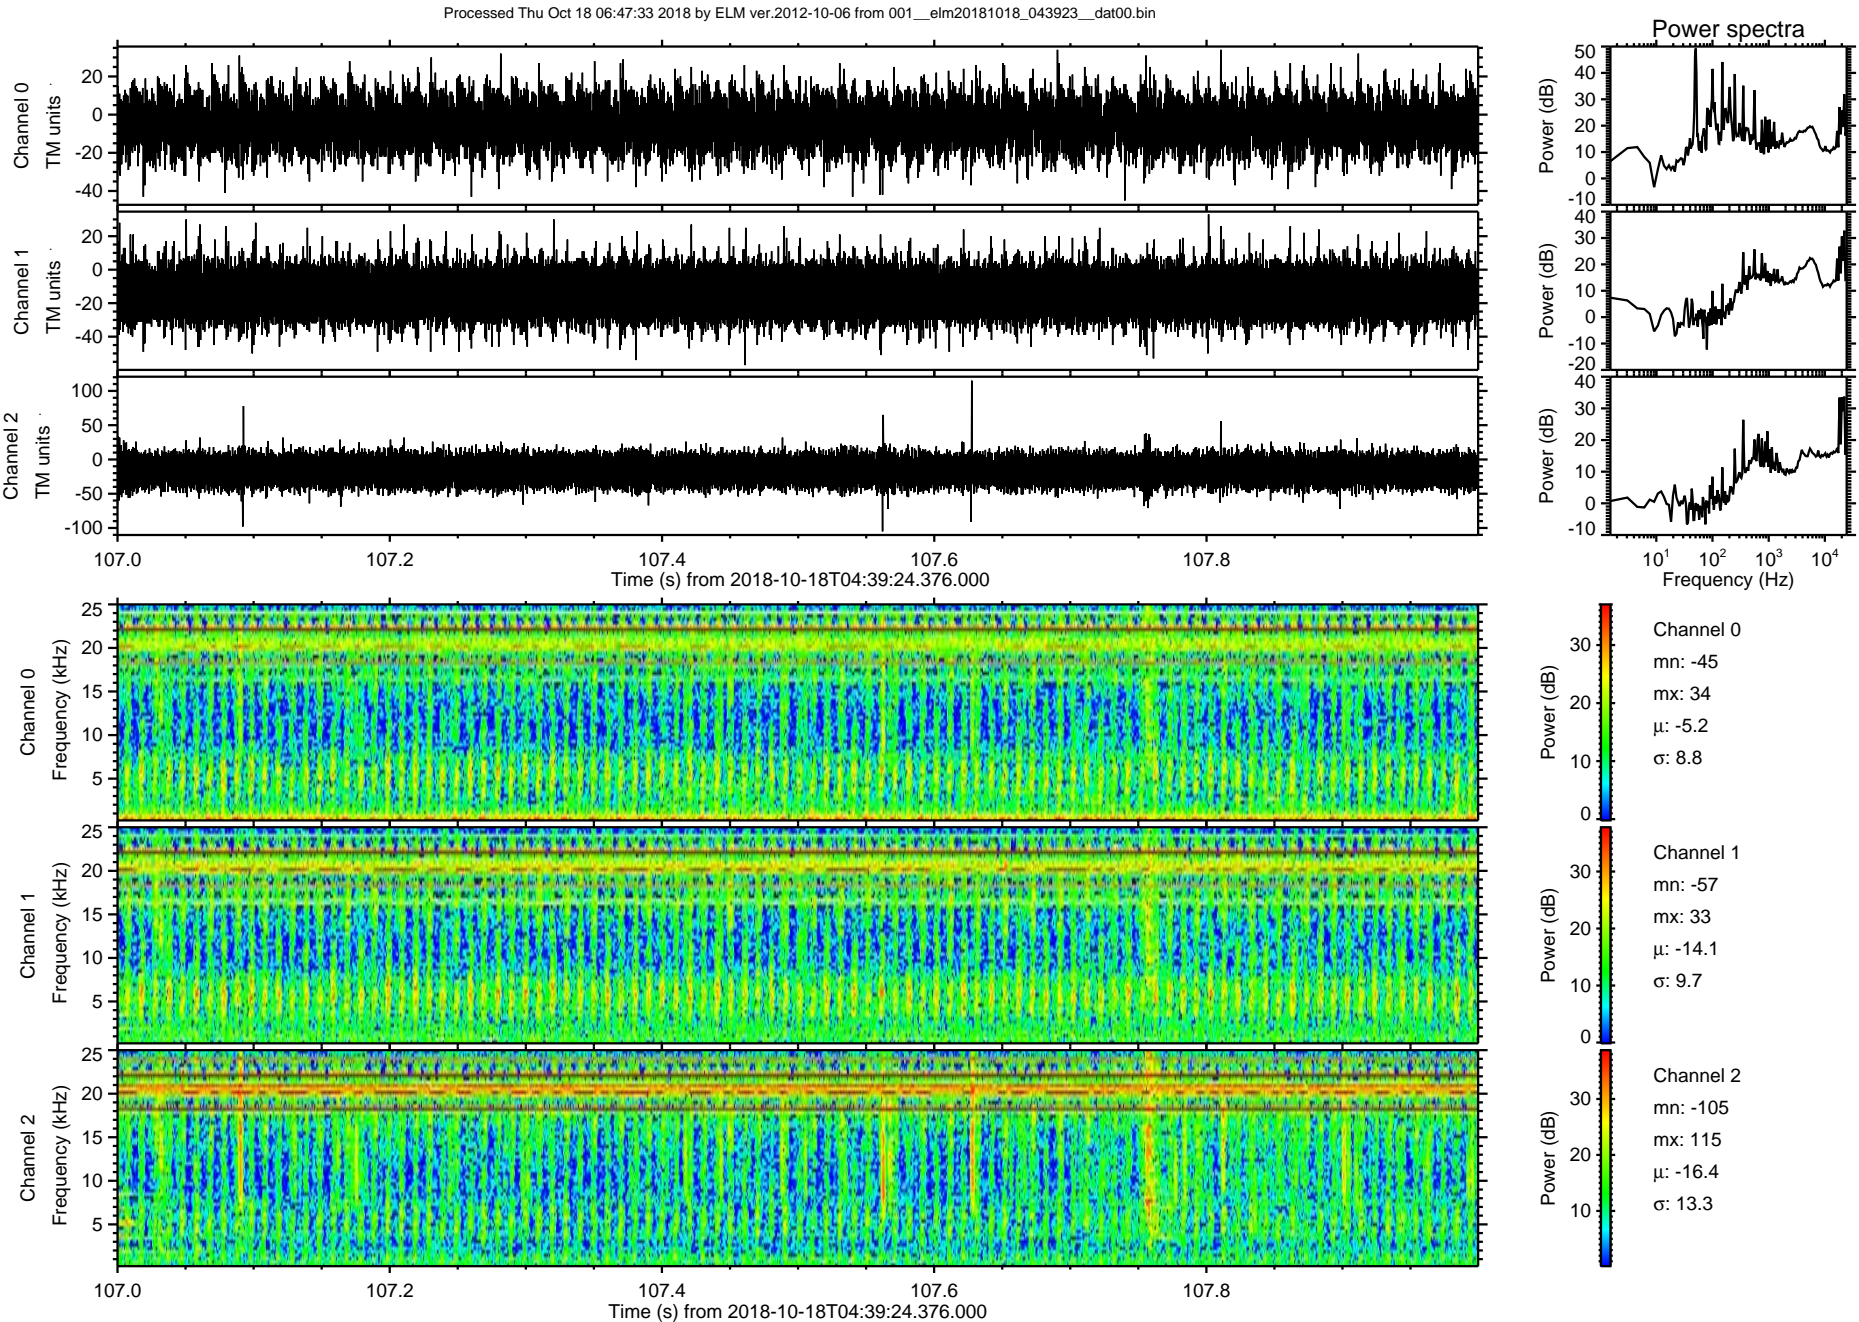 Processed Thu Oct 18 06:47:33 2018 by ELM ver.2012-10-06 from 001__elm20181018_043923__dat00.bin
Power spectra
Channel 0
TM units
20
0
-20
-40
Power (dB)
50
40
30
20
10
0
-10
Channel 1
TM units
20
0
-20
-40
Power (dB)
40
30
20
10
0
-10
-20
Channel 2
TM units
100
50
0
-50
-100
Power (dB)
40
30
20
10
0
-10
107.0 107.2 107.4 107.6 107.8
Time (s) from 2018-10-18T04:39:24.376.000
10^1 10^2 10^3 10^4
Frequency (Hz)
Channel 0
Frequency (kHz)
25
20
15
10
5
Power (dB)
30
20
10
0
Channel 0
mn: -45
mx: 34
μ: -5.2
σ: 8.8
Channel 1
Frequency (kHz)
25
20
15
10
5
Power (dB)
30
20
10
0
Channel 1
mn: -57
mx: 33
μ: -14.1
σ: 9.7
Channel 2
Frequency (kHz)
25
20
15
10
5
Power (dB)
30
20
10
Channel 2
mn: -105
mx: 115
μ: -16.4
σ: 13.3
107.0 107.2 107.4 107.6 107.8
Time (s) from 2018-10-18T04:39:24.376.000